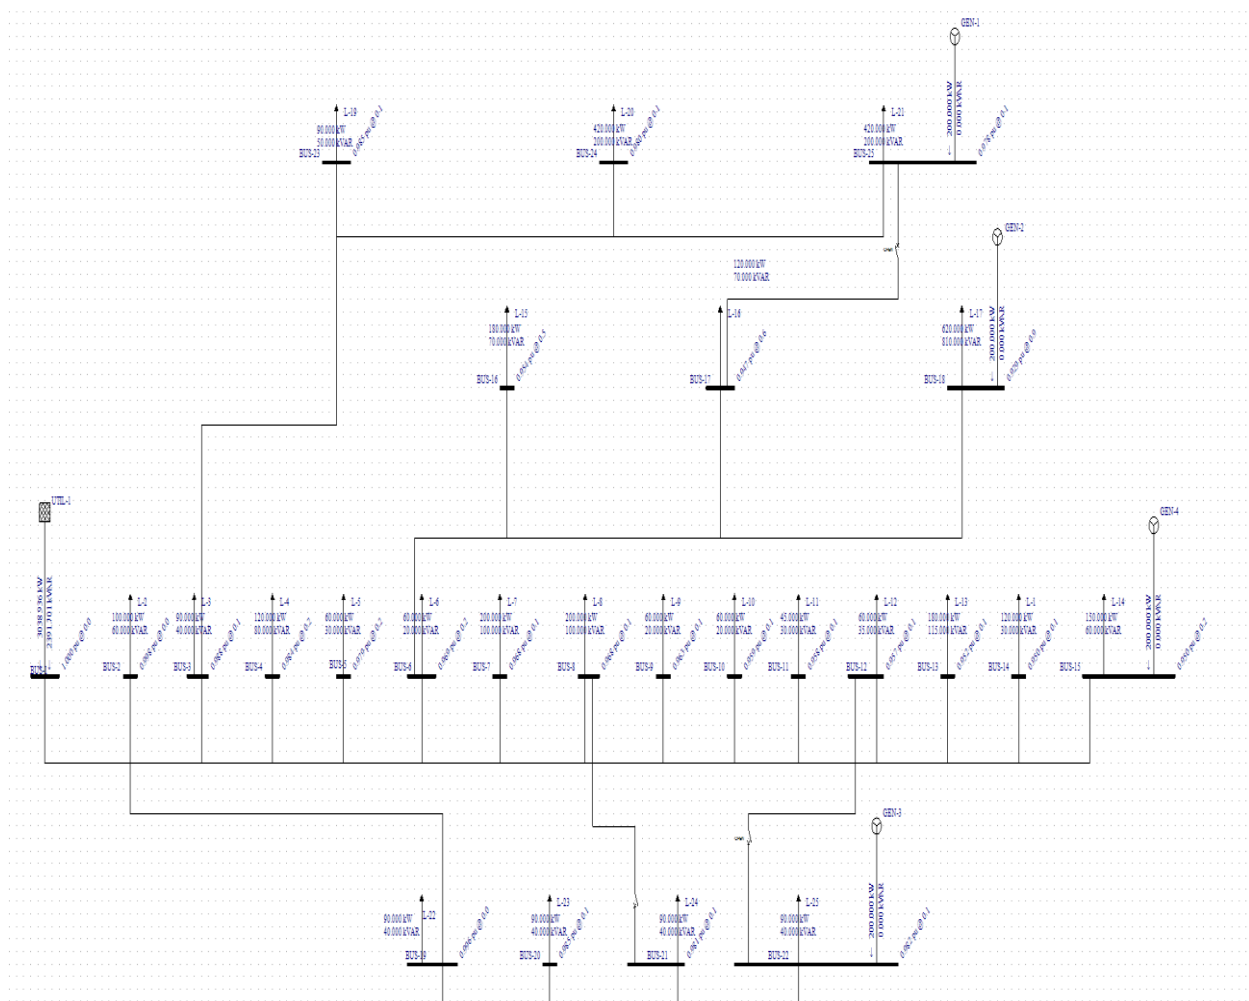 GEN-1
200.000 kW
0.000 kVAR
L-19
90.000 kW
50.000 kVAR
BUS-23
L-20
420.000 kW
200.000 kVAR
BUS-24
L-21
420.000 kW
200.000 kVAR
BUS-25
GEN-2
200.000 kW
0.000 kVAR
120.000 kW
70.000 kVAR
L-15
180.000 kW
70.000 kVAR
BUS-16
L-16
BUS-17
L-17
620.000 kW
810.000 kVAR
BUS-18
UTIL-1
GEN-4
200.000 kW
0.000 kVAR
1.000 pu @ 0.0
L-2
100.000 kW
60.000 kVAR
BUS-2
L-3
90.000 kW
40.000 kVAR
BUS-3
L-4
120.000 kW
80.000 kVAR
BUS-4
L-5
60.000 kW
30.000 kVAR
BUS-5
L-6
60.000 kW
20.000 kVAR
BUS-6
L-7
200.000 kW
100.000 kVAR
BUS-7
L-8
200.000 kW
100.000 kVAR
BUS-8
L-9
60.000 kW
20.000 kVAR
BUS-9
L-10
60.000 kW
20.000 kVAR
BUS-10
L-11
45.000 kW
30.000 kVAR
BUS-11
L-12
60.000 kW
35.000 kVAR
BUS-12
L-13
180.000 kW
115.000 kVAR
BUS-13
L-1
120.000 kW
30.000 kVAR
BUS-14
L-14
150.000 kW
60.000 kVAR
BUS-15
GEN-3
200.000 kW
0.000 kVAR
L-22
90.000 kW
40.000 kVAR
BUS-19
L-23
90.000 kW
40.000 kVAR
BUS-20
L-24
90.000 kW
40.000 kVAR
BUS-21
L-25
90.000 kW
40.000 kVAR
BUS-22